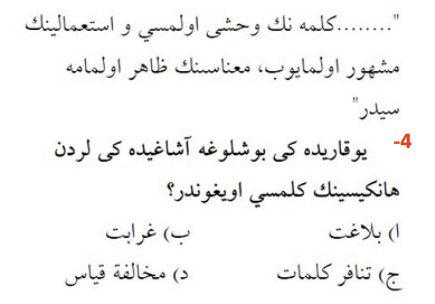 "........كلمه نك وحشى اولمسي و استعمالينك
مشهور اولمايوب، معناسنك ظاهر اولمامه
سيدر"
4- يوقاريده كى بوشلوغه آشاغيده كى لردن
هانكيسينك كلمسي اويغوندر؟
ا) بلاغت ب) غرابت
ج) تنافر كلمات د) مخالفة قياس